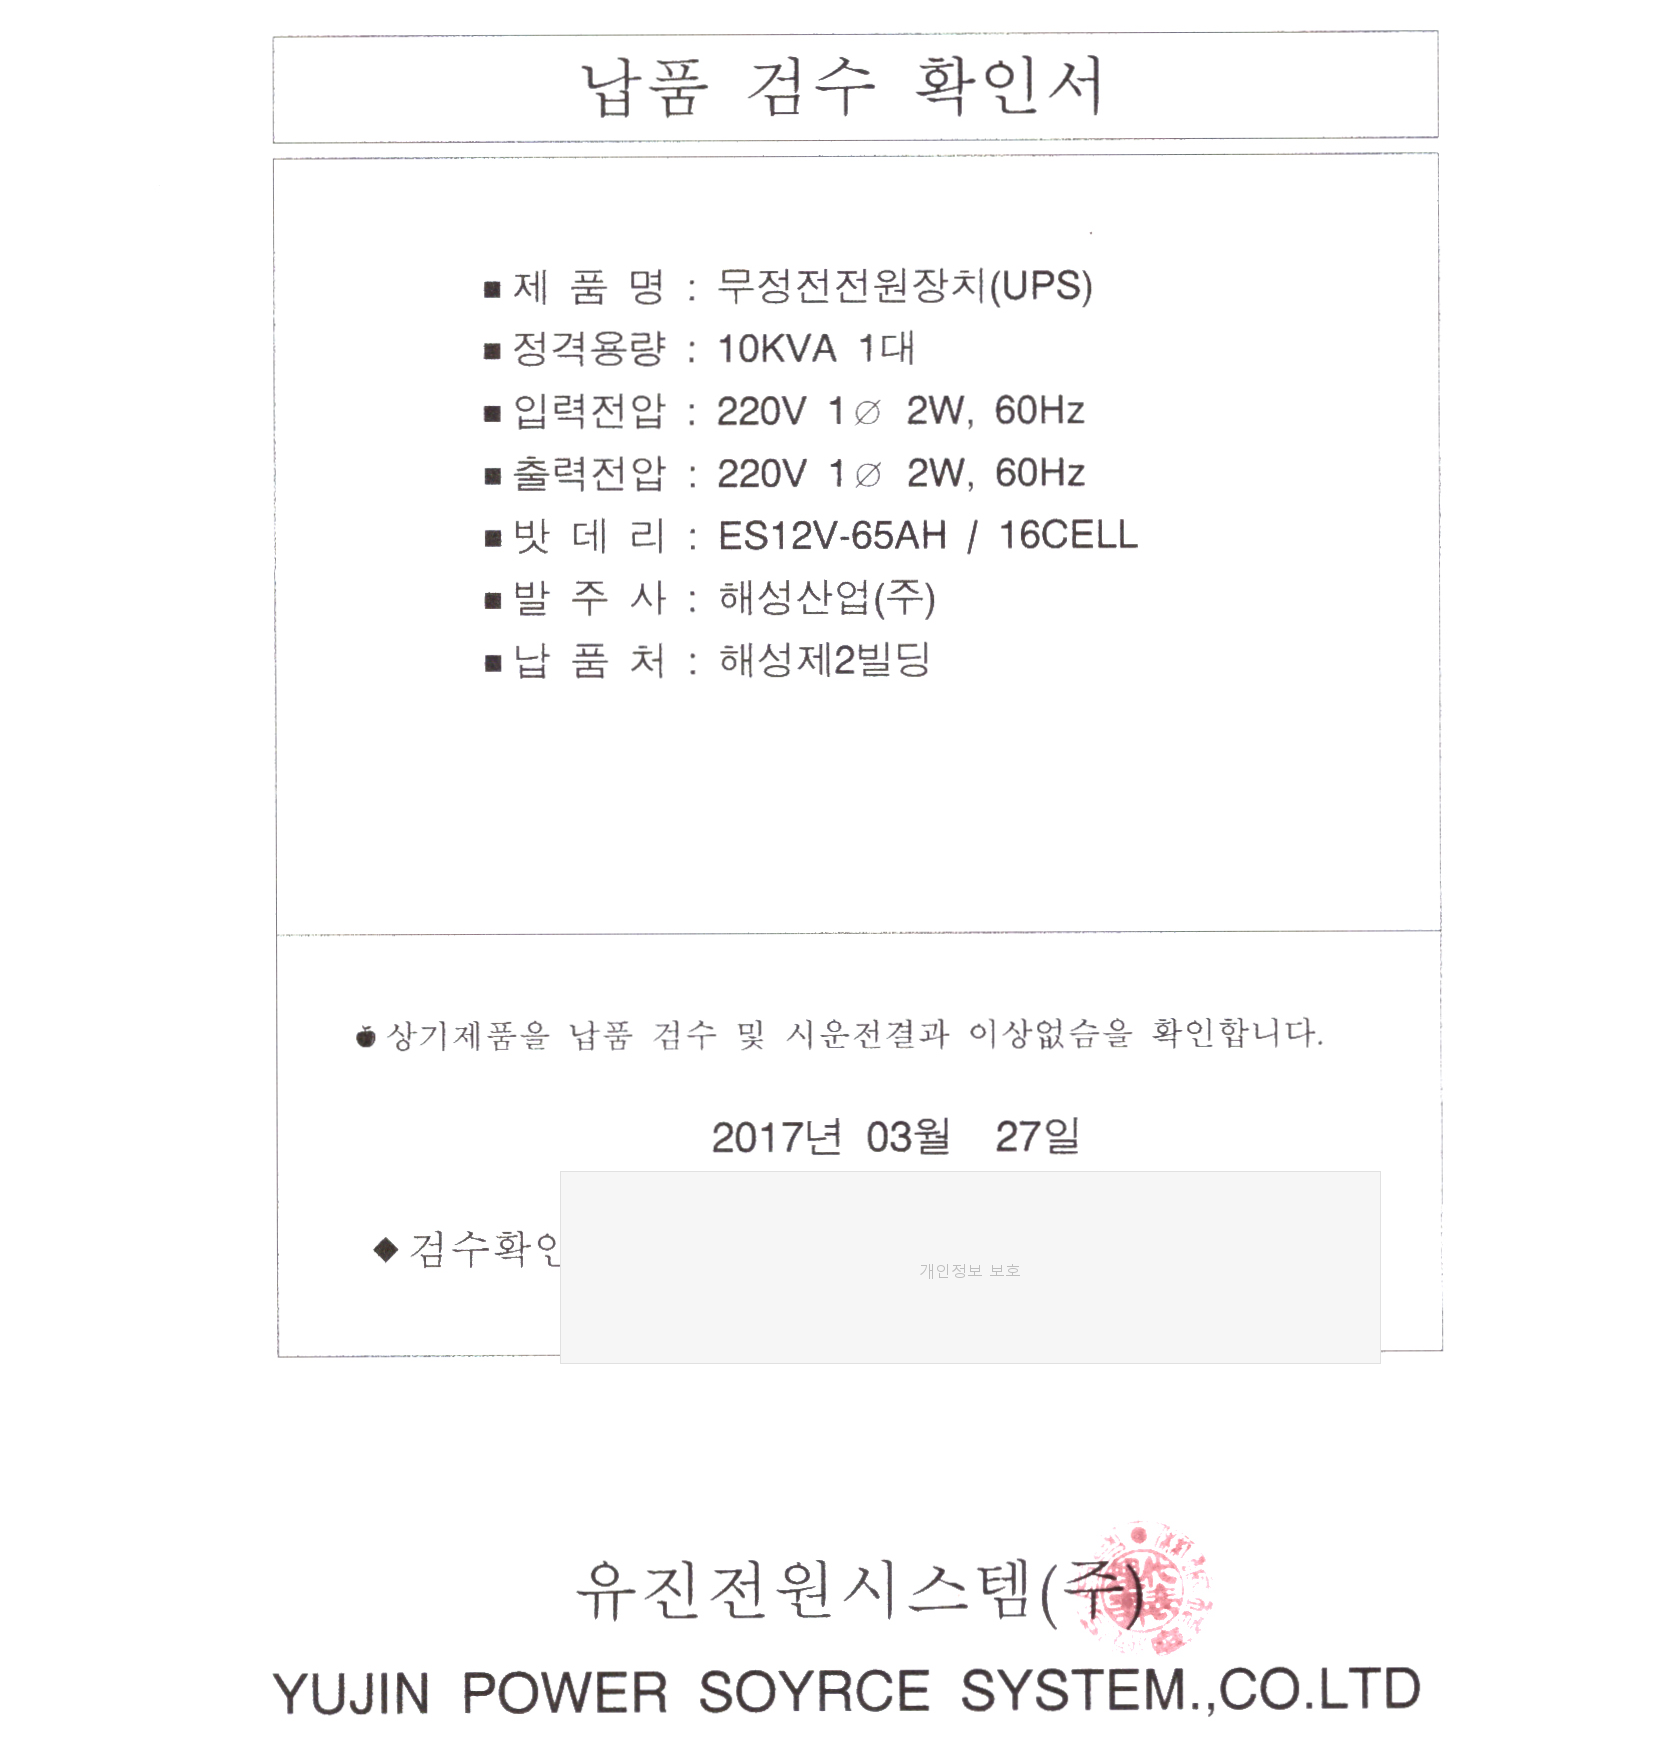 납품 검수 확인서
■ 제 품 명 : 무정전전원장치(UPS)
■ 정격용량 : 10KVA 1대
■ 입력전압 : 220V 1∅ 2W, 60Hz
■ 출력전압 : 220V 1∅ 2W, 60Hz
■ 밧 데 리 : ES12V-65AH / 16CELL
■ 발 주 사 : 해성산업(주)
■ 납 품 처 : 해성제2빌딩
상기제품을 납품 검수 및 시운전결과 이상없슴을 확인합니다.
2017년 03월 27일
◆ 검수확인
개인정보 보호
유진전원시스템(주)
YUJIN POWER SOYRCE SYSTEM.,CO.LTD